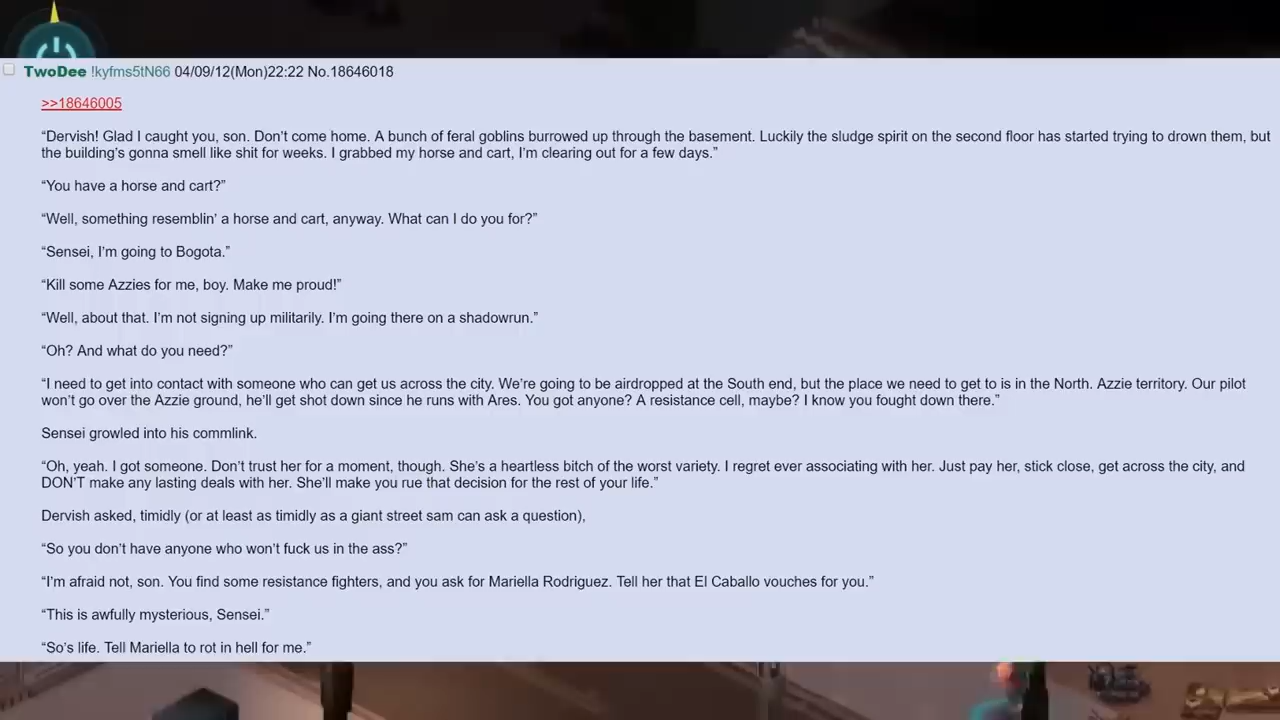 TwoDee !kyfms5tN66 04/09/12(Mon)22:22 No.18646018
>>18646005
“Dervish! Glad I caught you, son. Don’t come home. A bunch of feral goblins burrowed up through the basement. Luckily the sludge spirit on the second floor has started trying to drown them, but
the building’s gonna smell like shit for weeks. I grabbed my horse and cart, I’m clearing out for a few days.”
“You have a horse and cart?”
“Well, something resemblin’ a horse and cart, anyway. What can I do you for?”
“Sensei, I’m going to Bogota.”
“Kill some Azzies for me, boy. Make me proud!”
“Well, about that. I’m not signing up militarily. I’m going there on a shadowrun.”
“Oh? And what do you need?”
“I need to get into contact with someone who can get us across the city. We’re going to be airdropped at the South end, but the place we need to get to is in the North. Azzie territory. Our pilot
won’t go over the Azzie ground, he’ll get shot down since he runs with Ares. You got anyone? A resistance cell, maybe? I know you fought down there.”
Sensei growled into his commlink.
“Oh, yeah. I got someone. Don’t trust her for a moment, though. She’s a heartless bitch of the worst variety. I regret ever associating with her. Just pay her, stick close, get across the city, and
DON’T make any lasting deals with her. She’ll make you rue that decision for the rest of your life.”
Dervish asked, timidly (or at least as timidly as a giant street sam can ask a question),
“So you don’t have anyone who won’t fuck us in the ass?”
“I’m afraid not, son. You find some resistance fighters, and you ask for Mariella Rodriguez. Tell her that El Caballo vouches for you.”
“This is awfully mysterious, Sensei.”
“So’s life. Tell Mariella to rot in hell for me.”